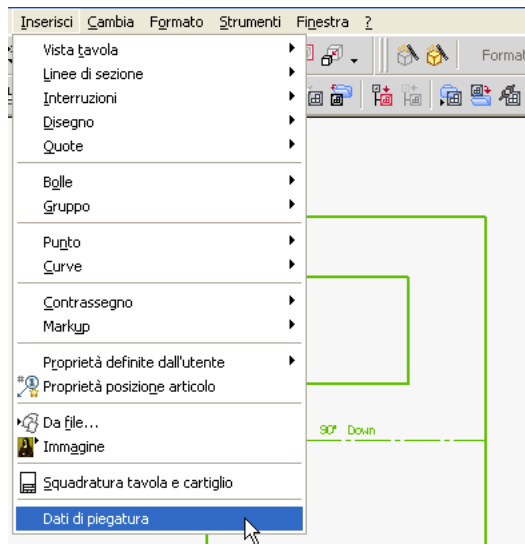 Inserisci Cambia Formato Strumenti Finestra ?
Format
Vista tavola
Linee di sezione
Interruzioni
Disegno
Quote
Bolle
Gruppo
Punto
Curve
Contrassegno
Markup
Proprietà definite dall'utente
Proprietà posizione articolo
Da file...
Immagine
90° Down
Squadratura tavola e cartiglio
Dati di piegatura